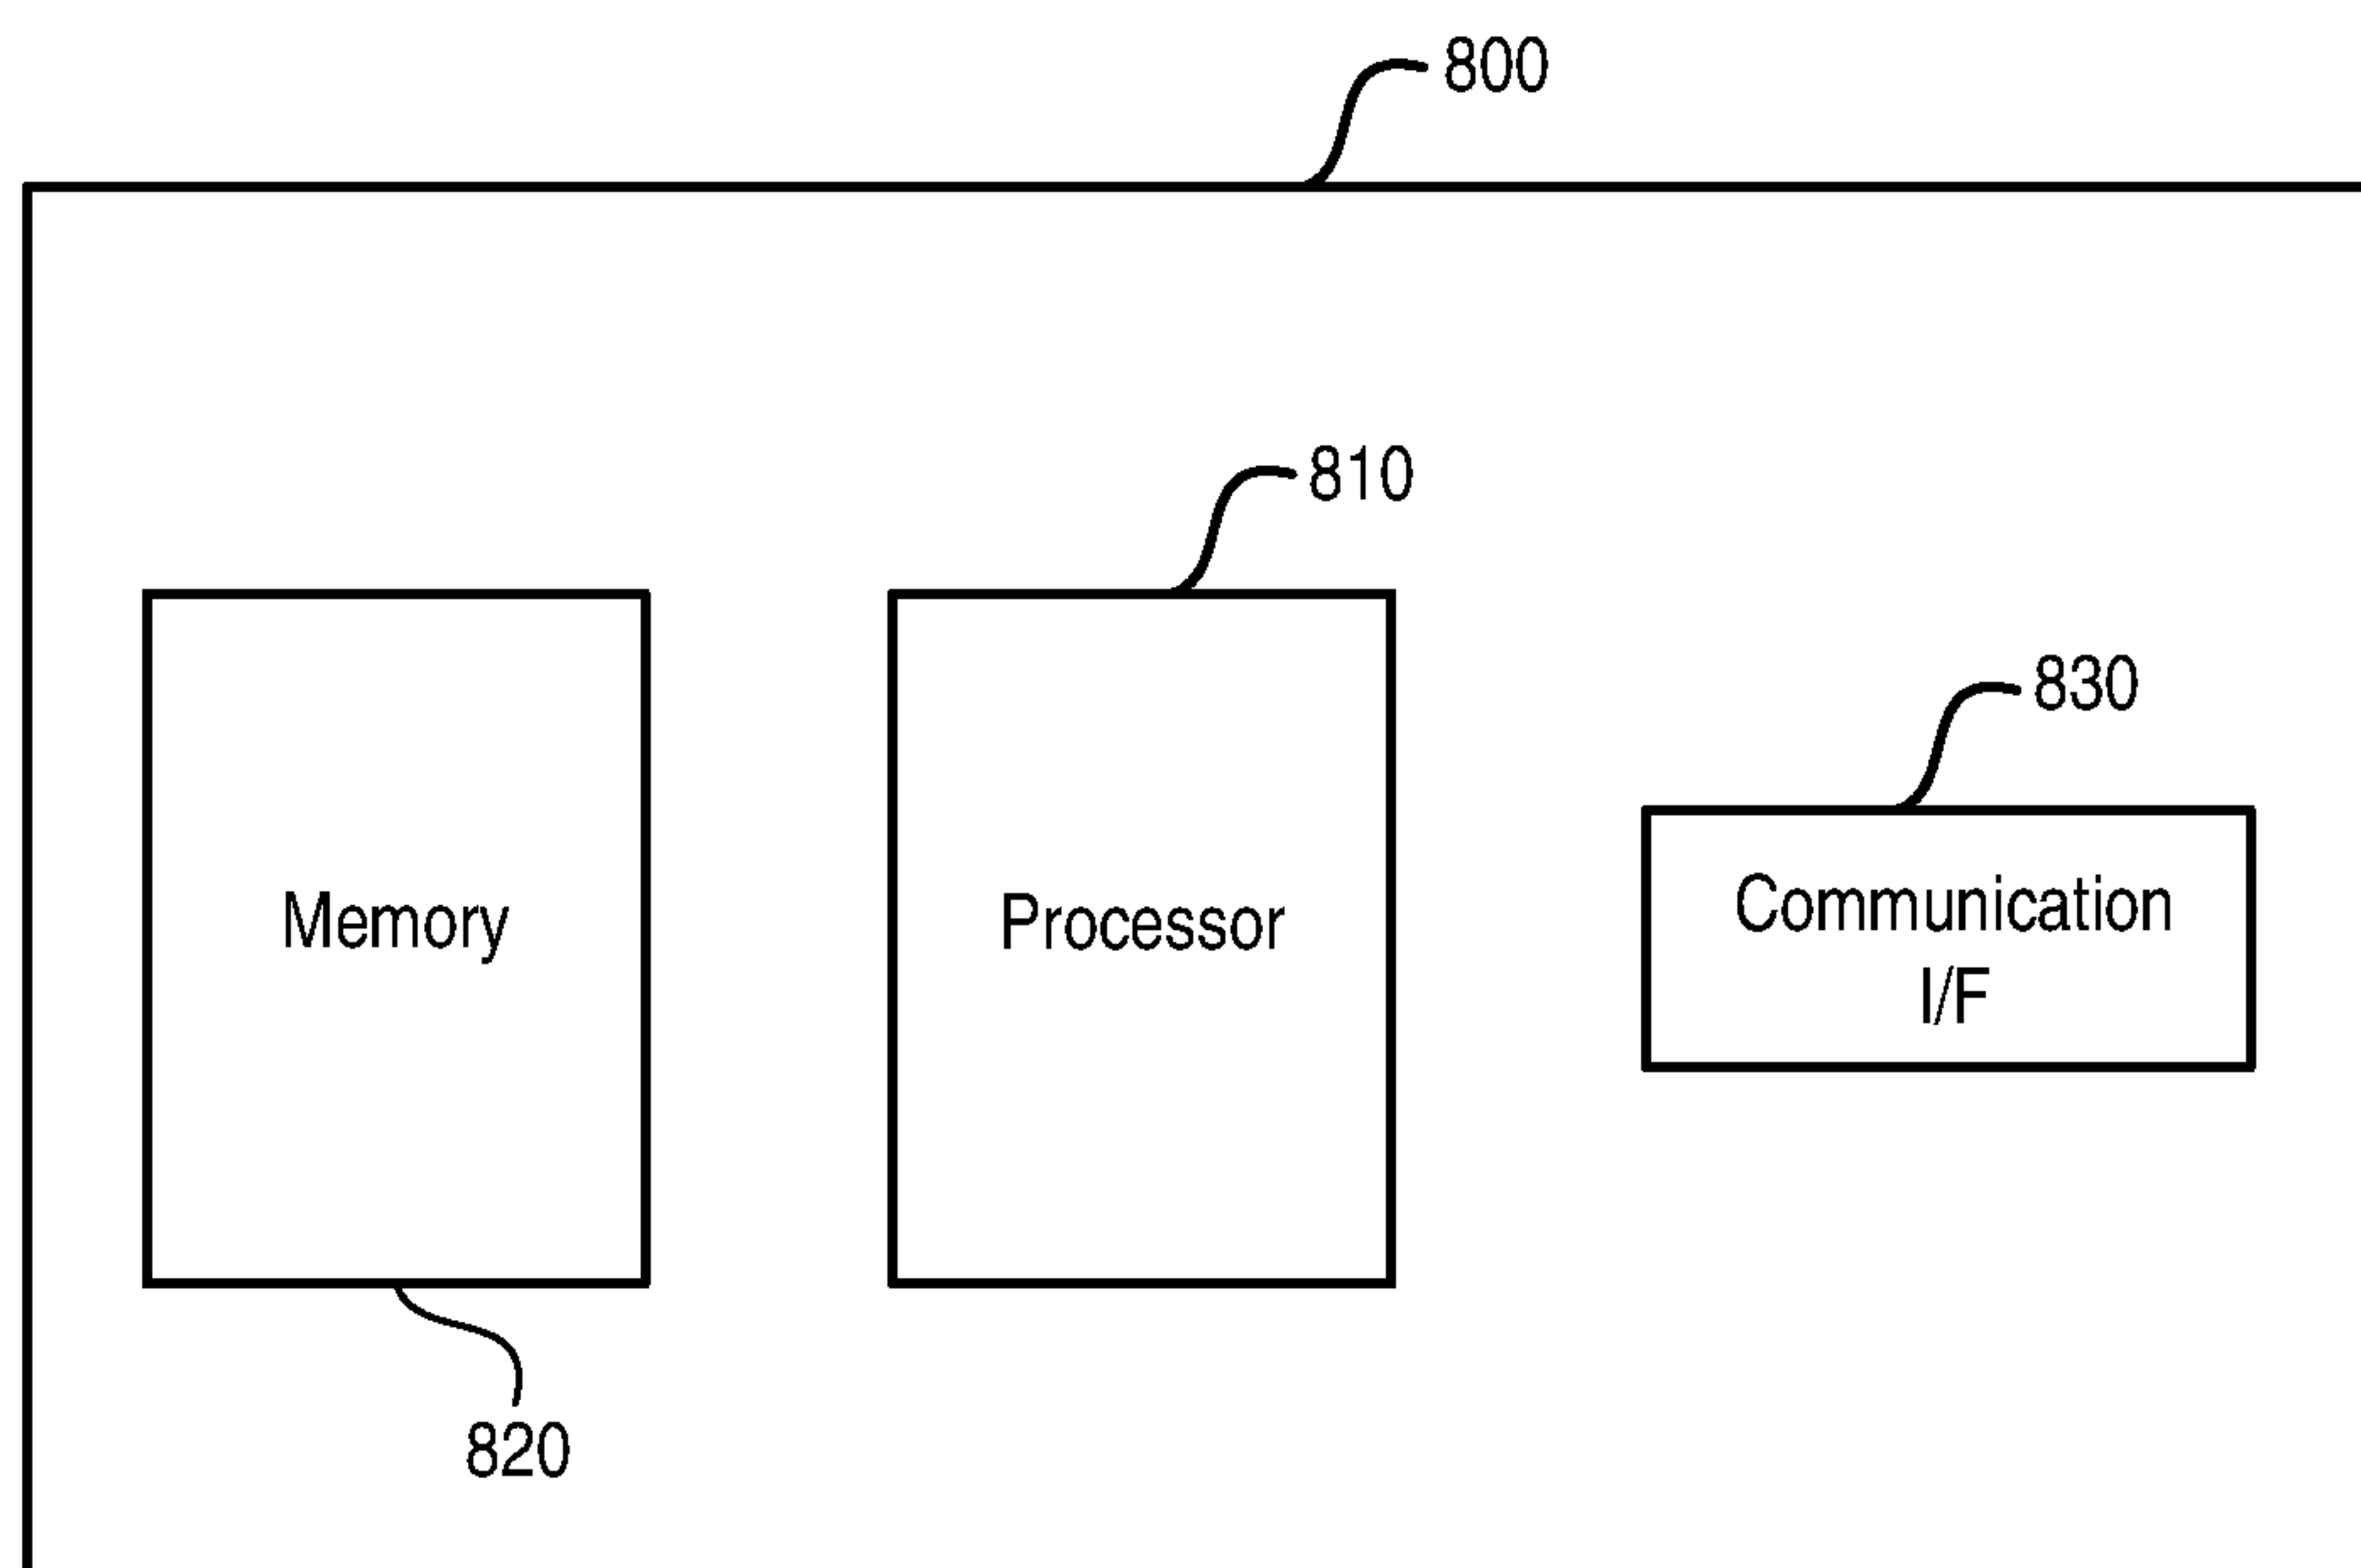 800
810
830
Memory
Processor
Communication
I/F
820